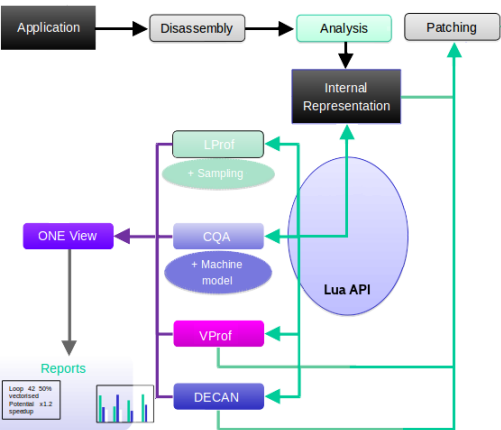 Application
Disassembly
Analysis
Patching
Internal
Representation
LProf
+ Sampling
ONE View
CQA
+ Machine
model
Lua API
VProf
Reports
Loop 42 50%
vectorised
Potential x1.2
speedup
DECAN